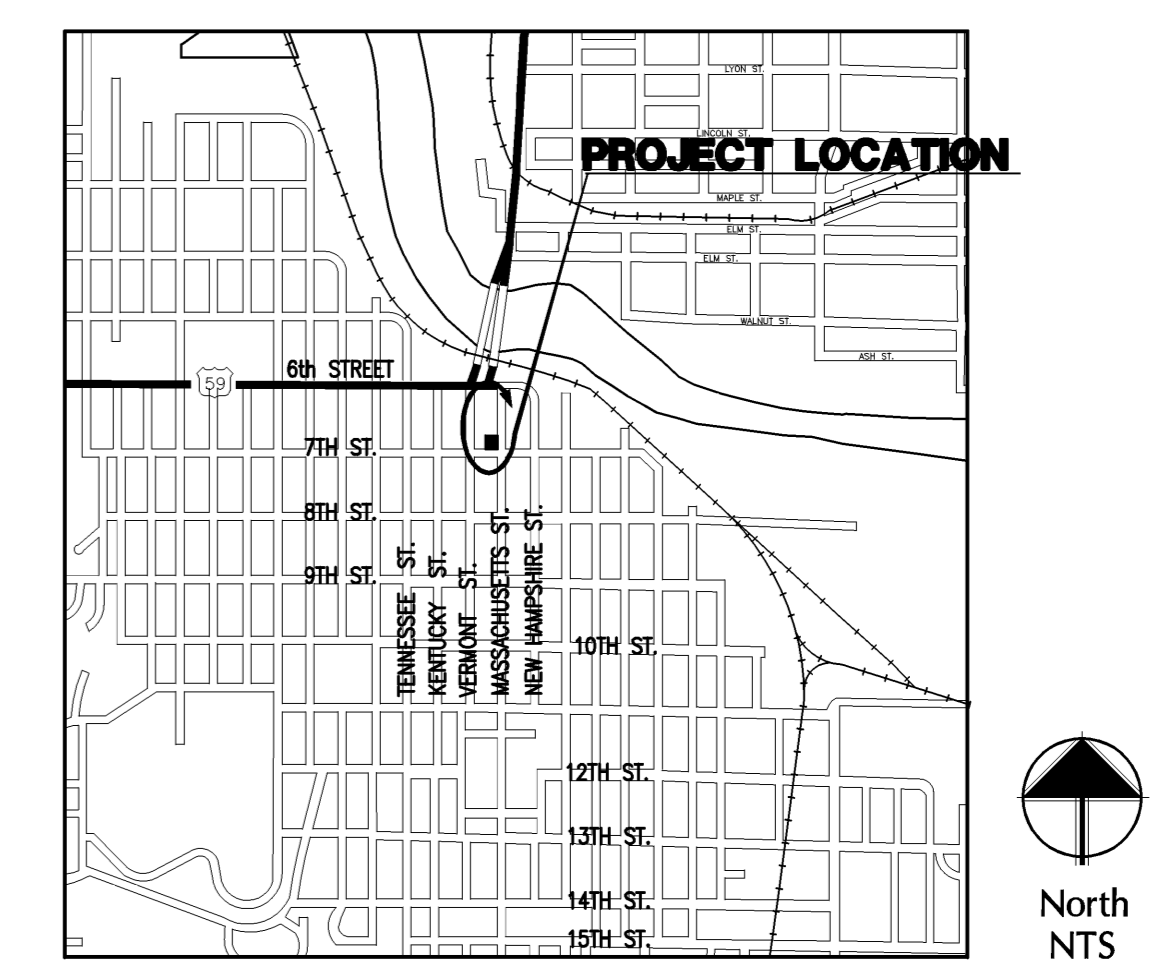 LYON ST.
LINCOLN ST.
PROJECT LOCATION
MAPLE ST.
ELM ST.
ELM ST.
WALNUT ST.
ASH ST.
6th STREET
59
7TH ST.
8TH ST.
9TH ST.
TENNESSEE ST.
KENTUCKY ST.
VERMONT ST.
MASSACHUSETTS ST.
NEW HAMPSHIRE ST.
10TH ST.
12TH ST.
13TH ST.
14TH ST.
15TH ST.
North
NTS